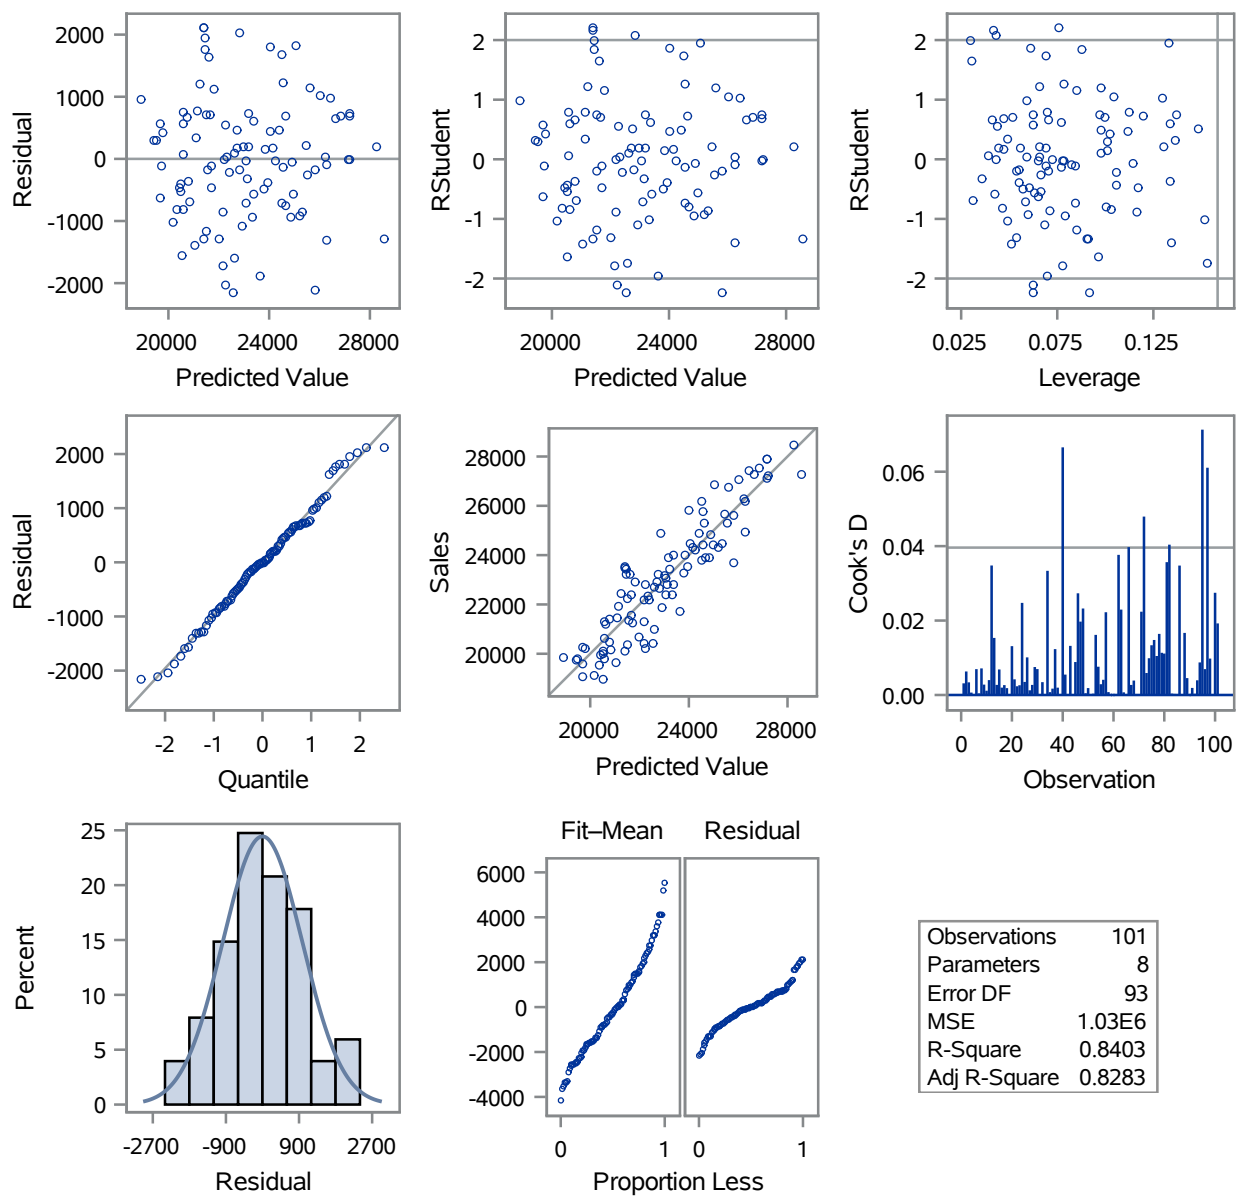 2000
1000
0
-1000
-2000
Residual
20000 24000 28000
Predicted Value
2
1
0
-1
-2
RStudent
20000 24000 28000
Predicted Value
2
1
0
-1
-2
RStudent
0.025 0.075 0.125
Leverage
2000
1000
0
-1000
-2000
Residual
-2 -1 0 1 2
Quantile
28000
26000
24000
22000
20000
Sales
20000 24000 28000
Predicted Value
0.06
0.04
0.02
0.00
Cook's D
0 20 40 60 80 100
Observation
25
20
15
10
5
0
Percent
-2700 -900 900 2700
Residual
Fit–Mean Residual
6000
4000
2000
0
-2000
-4000
0 1 0 1
Proportion Less
Observations 101
Parameters 8
Error DF 93
MSE 1.03E6
R-Square 0.8403
Adj R-Square 0.8283